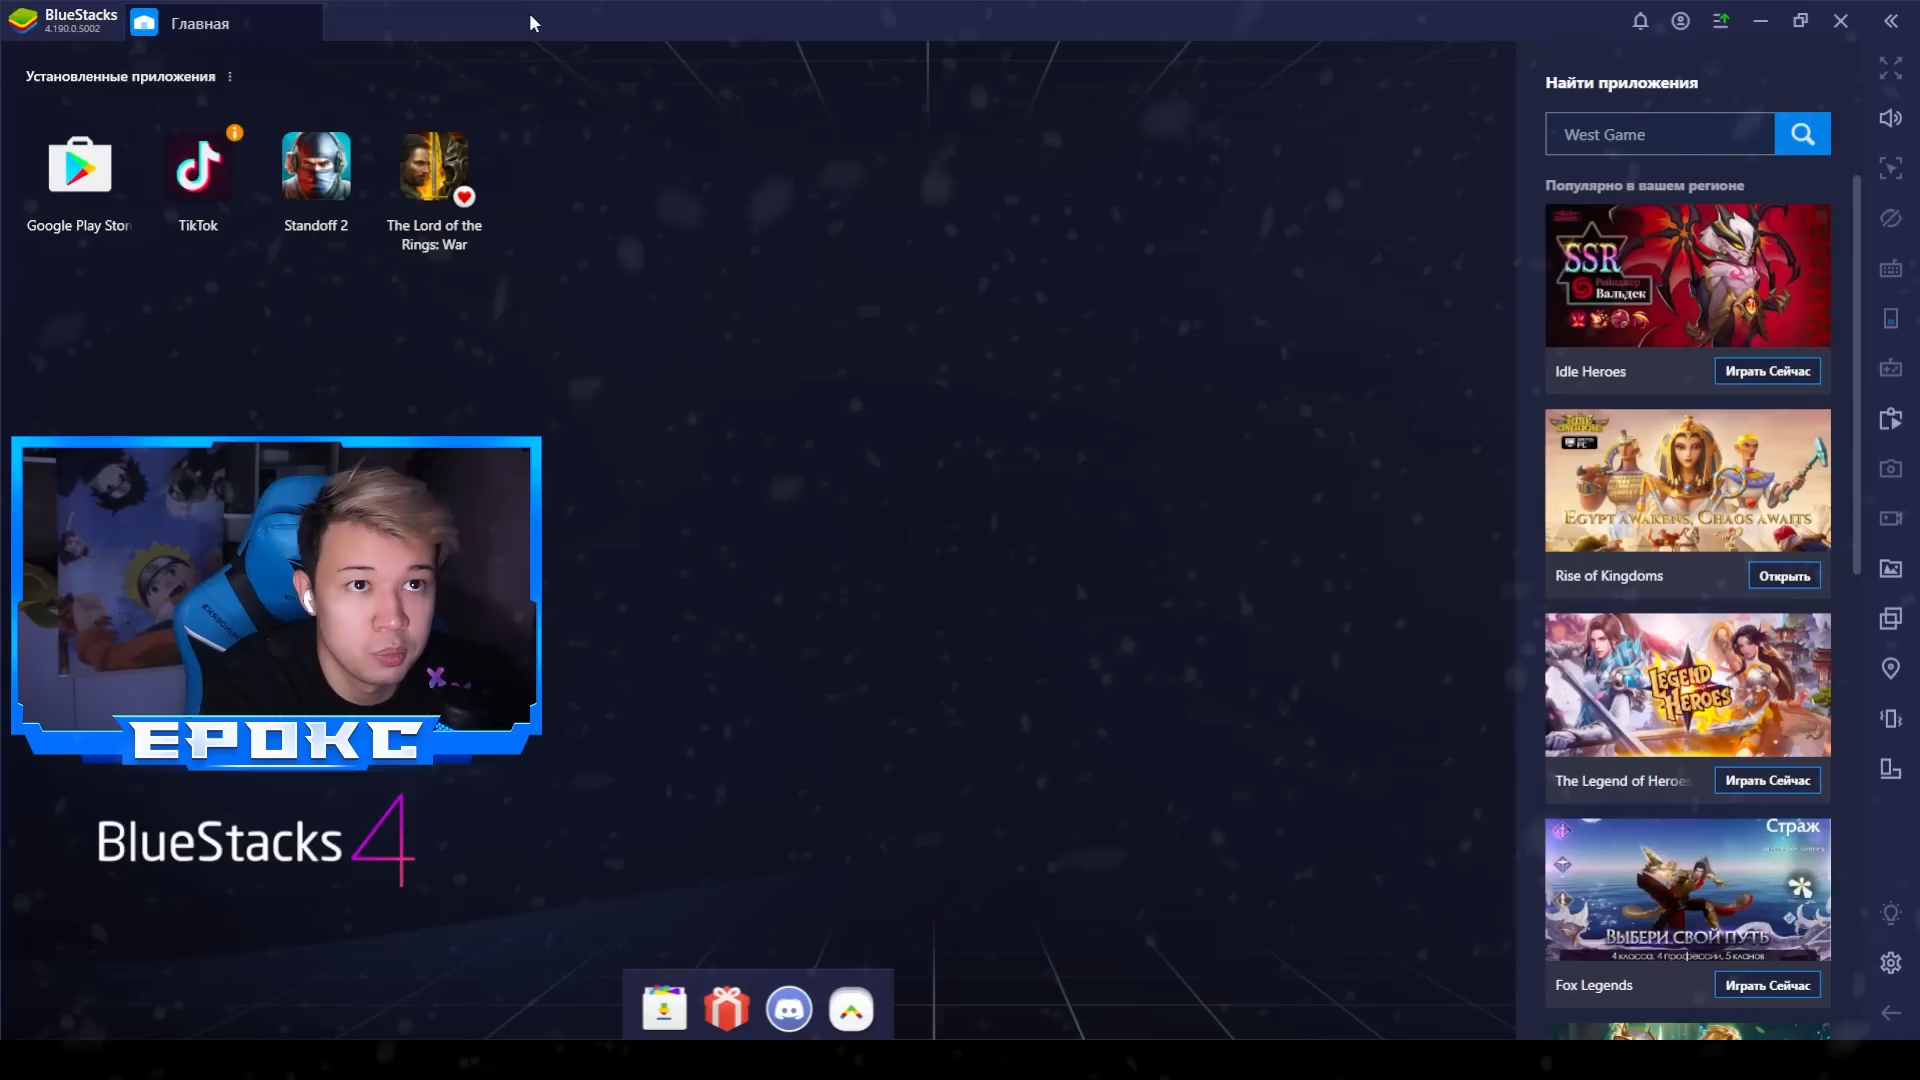 BlueStacks
4.190.0.5002
Главная
Установленные приложения
Google Play Stor
TikTok
Standoff 2
The Lord of the
Rings: War
Найти приложения
West Game
Популярно в вашем регионе
SSR
Рейнджер
Вальдек
Idle Heroes
Играть Сейчас
EGYPT AWAKENS, CHAOS AWAITS
Rise of Kingdoms
Открыть
LEGEND
HEROES
The Legend of Heroes
Играть Сейчас
Страж
ВЫБЕРИ СВОЙ ПУТЬ
4 класса, 4 профессии, 5 кланов
Fox Legends
Играть Сейчас
ЕРОКС
BlueStacks 4